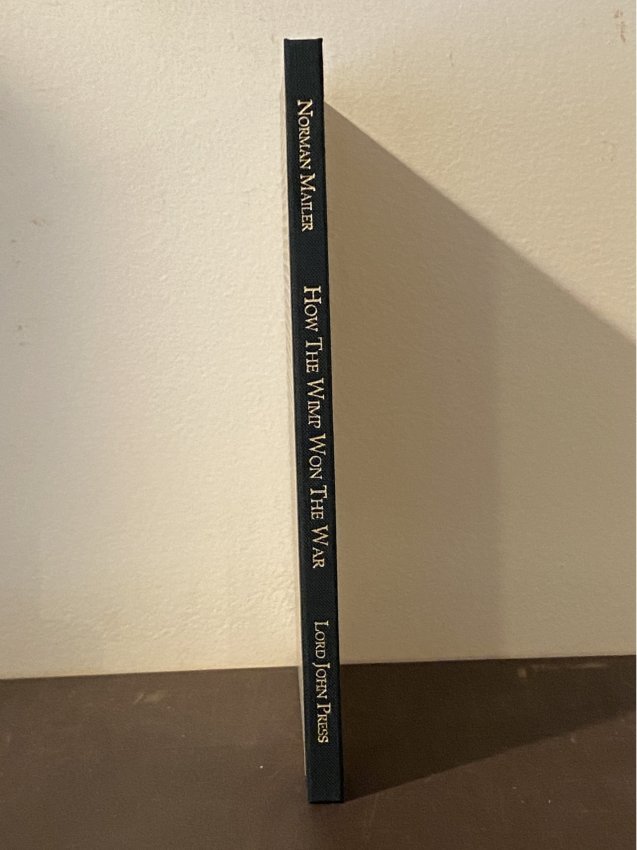 Norman Mailer
How The Wimp Won The War
Lord John Press